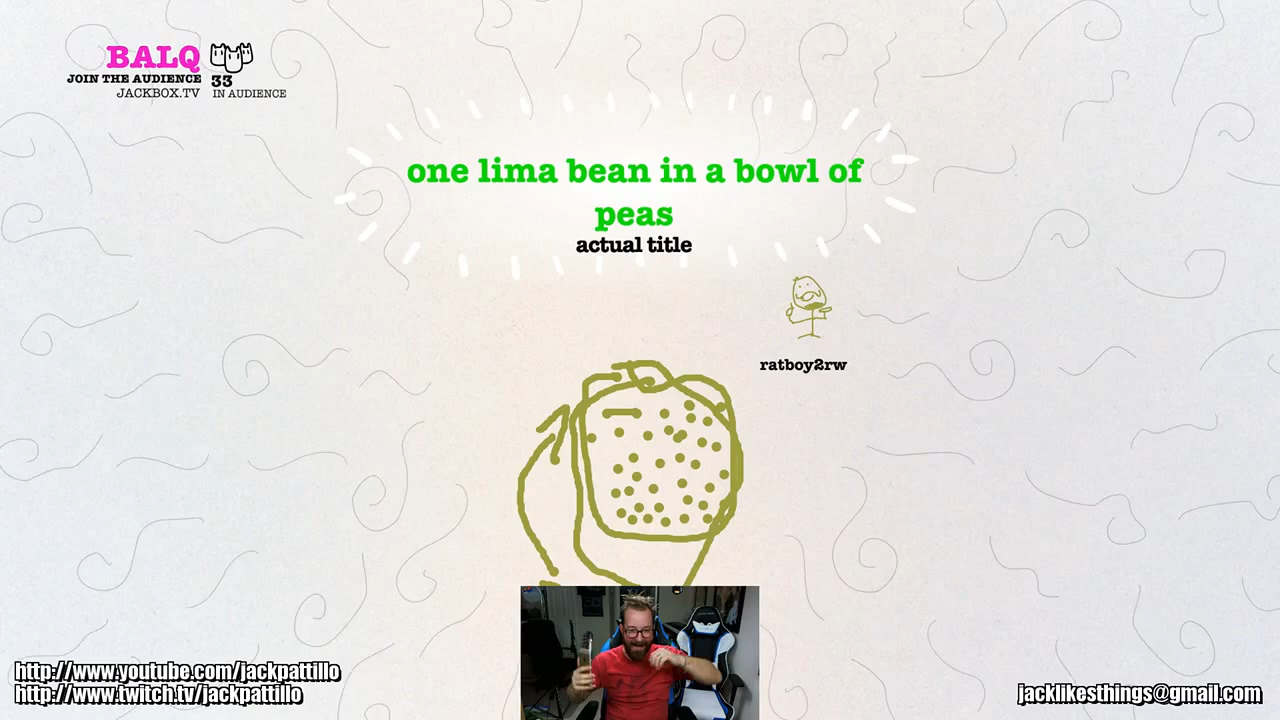 BALQ
JOIN THE AUDIENCE
JACKBOX.TV
33
IN AUDIENCE
one lima bean in a bowl of
peas
actual title
ratboy2rw
http://www.youtube.com/jackpattillo
http://www.twitch.tv/jackpattillo
jacklikesthings@gmail.com